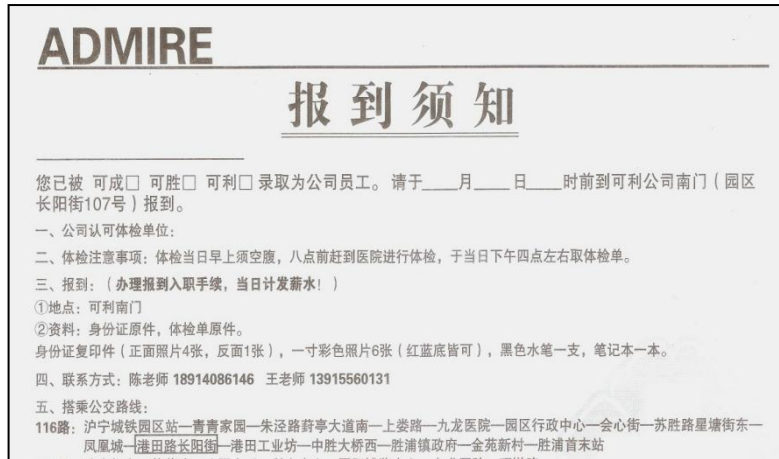 ADMIRE
报到须知
您已被 可成□ 可胜□ 可利□ 录取为公司员工。请于____月____日____时前到可利公司南门（园区
长阳街107号）报到。
一、公司认可体检单位：
二、体检注意事项：体检当日早上须空腹，八点前赶到医院进行体检，于当日下午四点左右取体检单。
三、报到：（办理报到入职手续，当日计发薪水！）
①地点：可利南门
②资料：身份证原件，体检单原件。
身份证复印件（正面照片4张，反面1张），一寸彩色照片6张（红蓝底皆可），黑色水笔一支，笔记本一本。
四、联系方式：陈老师 18914086146 王老师 13915560131
五、搭乘公交路线：
116路：沪宁城铁园区站—青青家园—朱泾路葑亭大道南—上娄路—九龙医院—园区行政中心—会心街—苏胜路星塘街东—
凤凰城—港田路长阳街—港田工业坊—中胜大桥西—胜浦镇政府—金苑新村—胜浦首末站